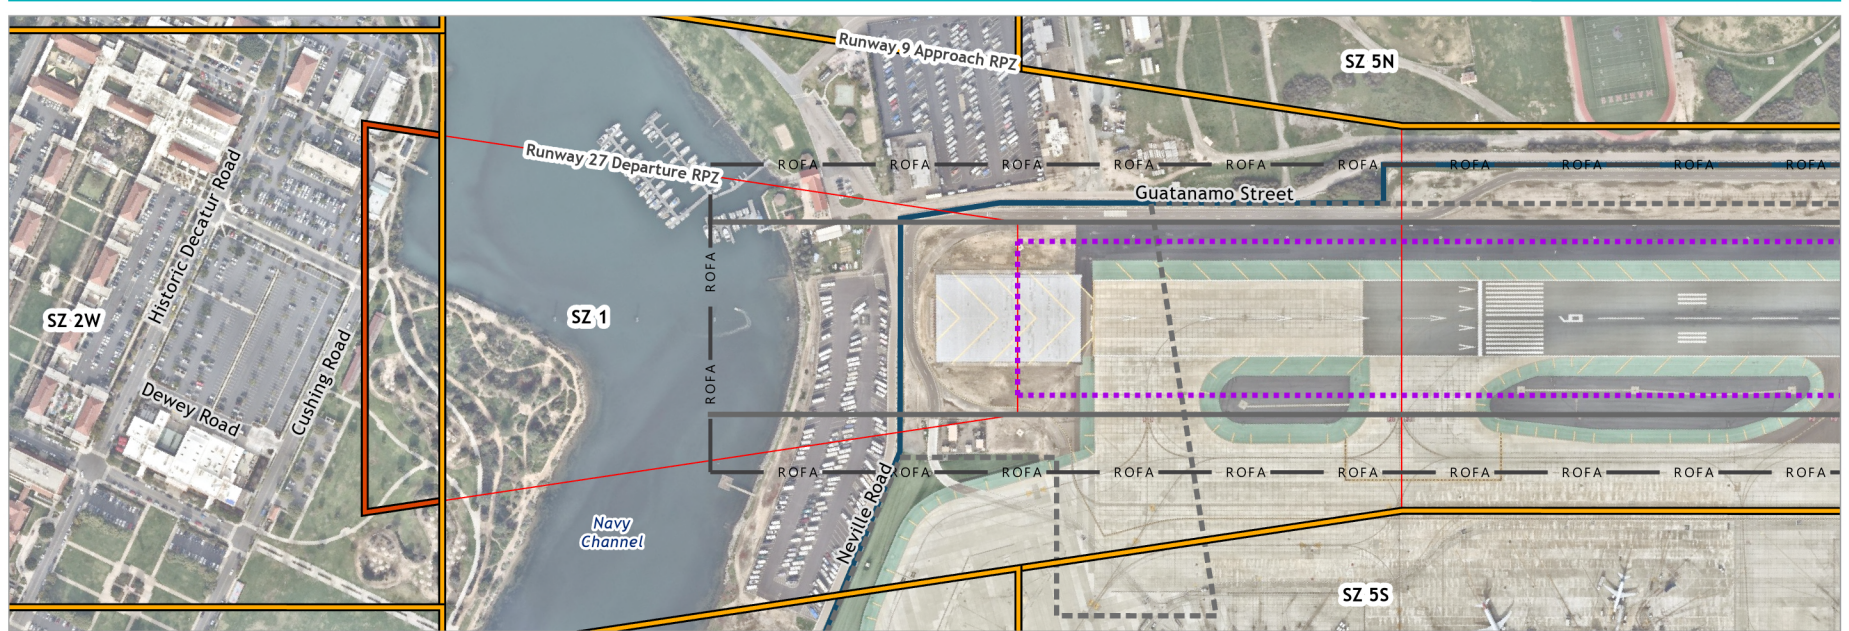 Runway 9 Approach RPZ
SZ 5N
Runway 27 Departure RPZ
ROFA ROFA ROFA ROFA ROFA ROFA ROFA ROFA ROFA ROFA
Guatanamo Street
Historic Decatur Road
ROFA
SZ 2W
SZ 1
Cushing Road
ROFA
Dewey Road
ROFA ROFA ROFA ROFA ROFA ROFA ROFA ROFA ROFA ROFA
Neville Road
Navy
Channel
SZ 5S